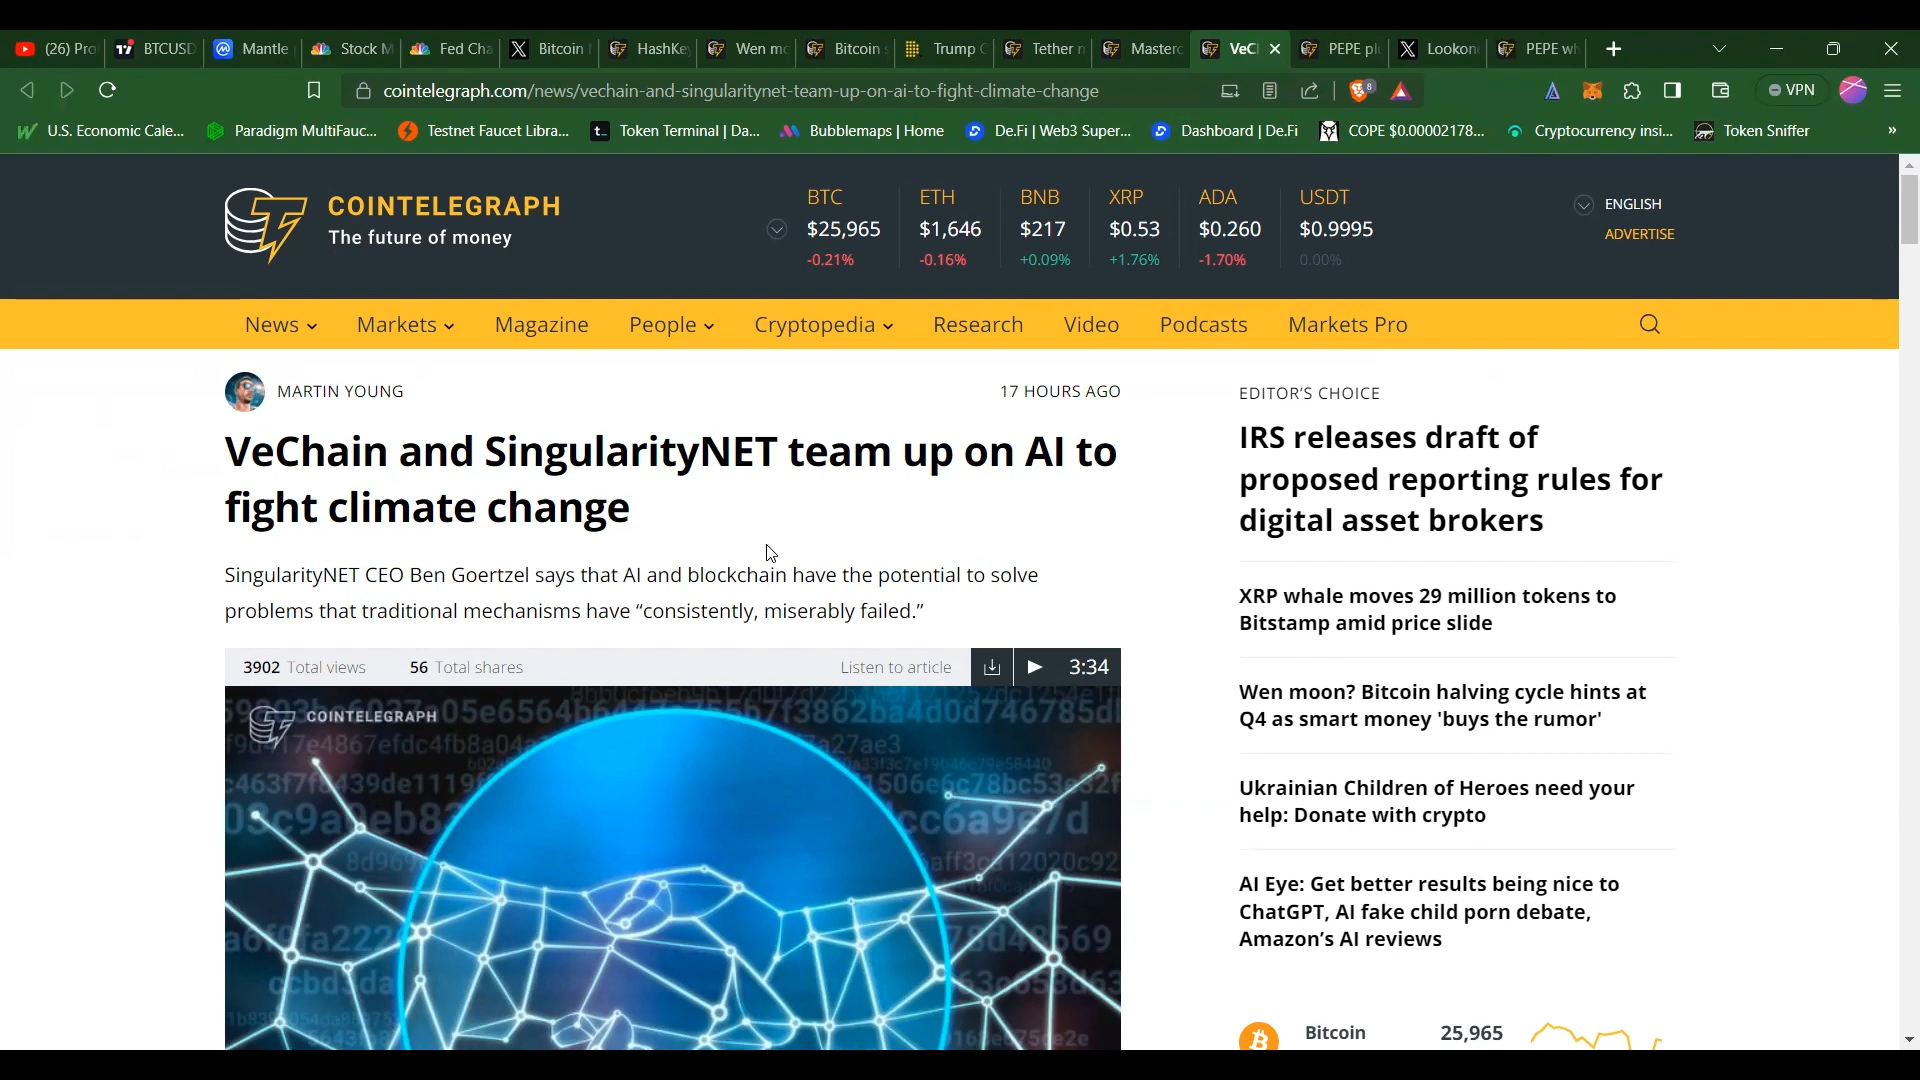 (26) Pro
BTCUSD
Mantle
Stock M
Fed Cha
Bitcoin
HashKe
Wen mo
Bitcoin s
Trump C
Tether m
Masterc
VeC
PEPE pl
Lookon
PEPE wh
cointelegraph.com/news/vechain-and-singularitynet-team-up-on-ai-to-fight-climate-change
8
VPN
U.S. Economic Cale...
Paradigm MultiFauc...
Testnet Faucet Libra...
Token Terminal | Da...
Bubblemaps | Home
De.Fi | Web3 Super...
Dashboard | De.Fi
COPE $0.00002178...
Cryptocurrency insi...
Token Sniffer
»
COINTELEGRAPH
The future of money
BTC ETH BNB XRP ADA USDT
$25,965 $1,646 $217 $0.53 $0.260 $0.9995
-0.21% -0.16% +0.09% +1.76% -1.70% 0.00%
ENGLISH
ADVERTISE
News Markets Magazine People Cryptopedia Research Video Podcasts Markets Pro
MARTIN YOUNG
17 HOURS AGO
VeChain and SingularityNET team up on AI to
fight climate change
SingularityNET CEO Ben Goertzel says that AI and blockchain have the potential to solve
problems that traditional mechanisms have “consistently, miserably failed.”
3902 Total views 56 Total shares
Listen to article 3:34
COINTELEGRAPH
EDITOR’S CHOICE
IRS releases draft of
proposed reporting rules for
digital asset brokers
XRP whale moves 29 million tokens to
Bitstamp amid price slide
Wen moon? Bitcoin halving cycle hints at
Q4 as smart money 'buys the rumor'
Ukrainian Children of Heroes need your
help: Donate with crypto
AI Eye: Get better results being nice to
ChatGPT, AI fake child porn debate,
Amazon’s AI reviews
Bitcoin 25,965